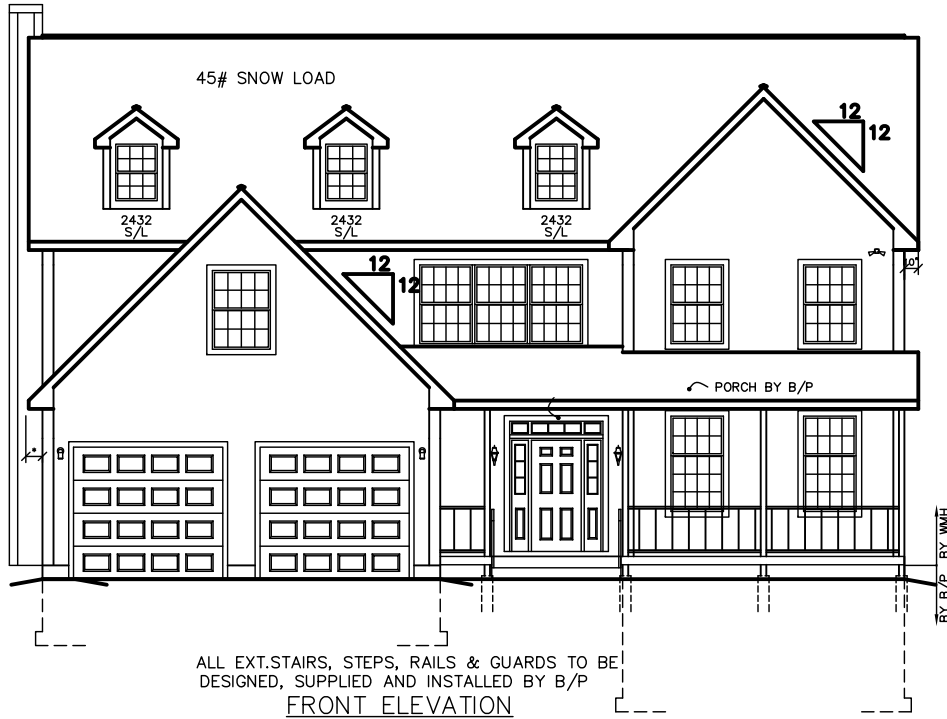 45# SNOW LOAD
12
12
2432
S/L
2432
S/L
2432
S/L
12
12
10"
PORCH BY B/P
BY WMH
BY B/P
ALL EXT.STAIRS, STEPS, RAILS & GUARDS TO BE
DESIGNED, SUPPLIED AND INSTALLED BY B/P
FRONT ELEVATION